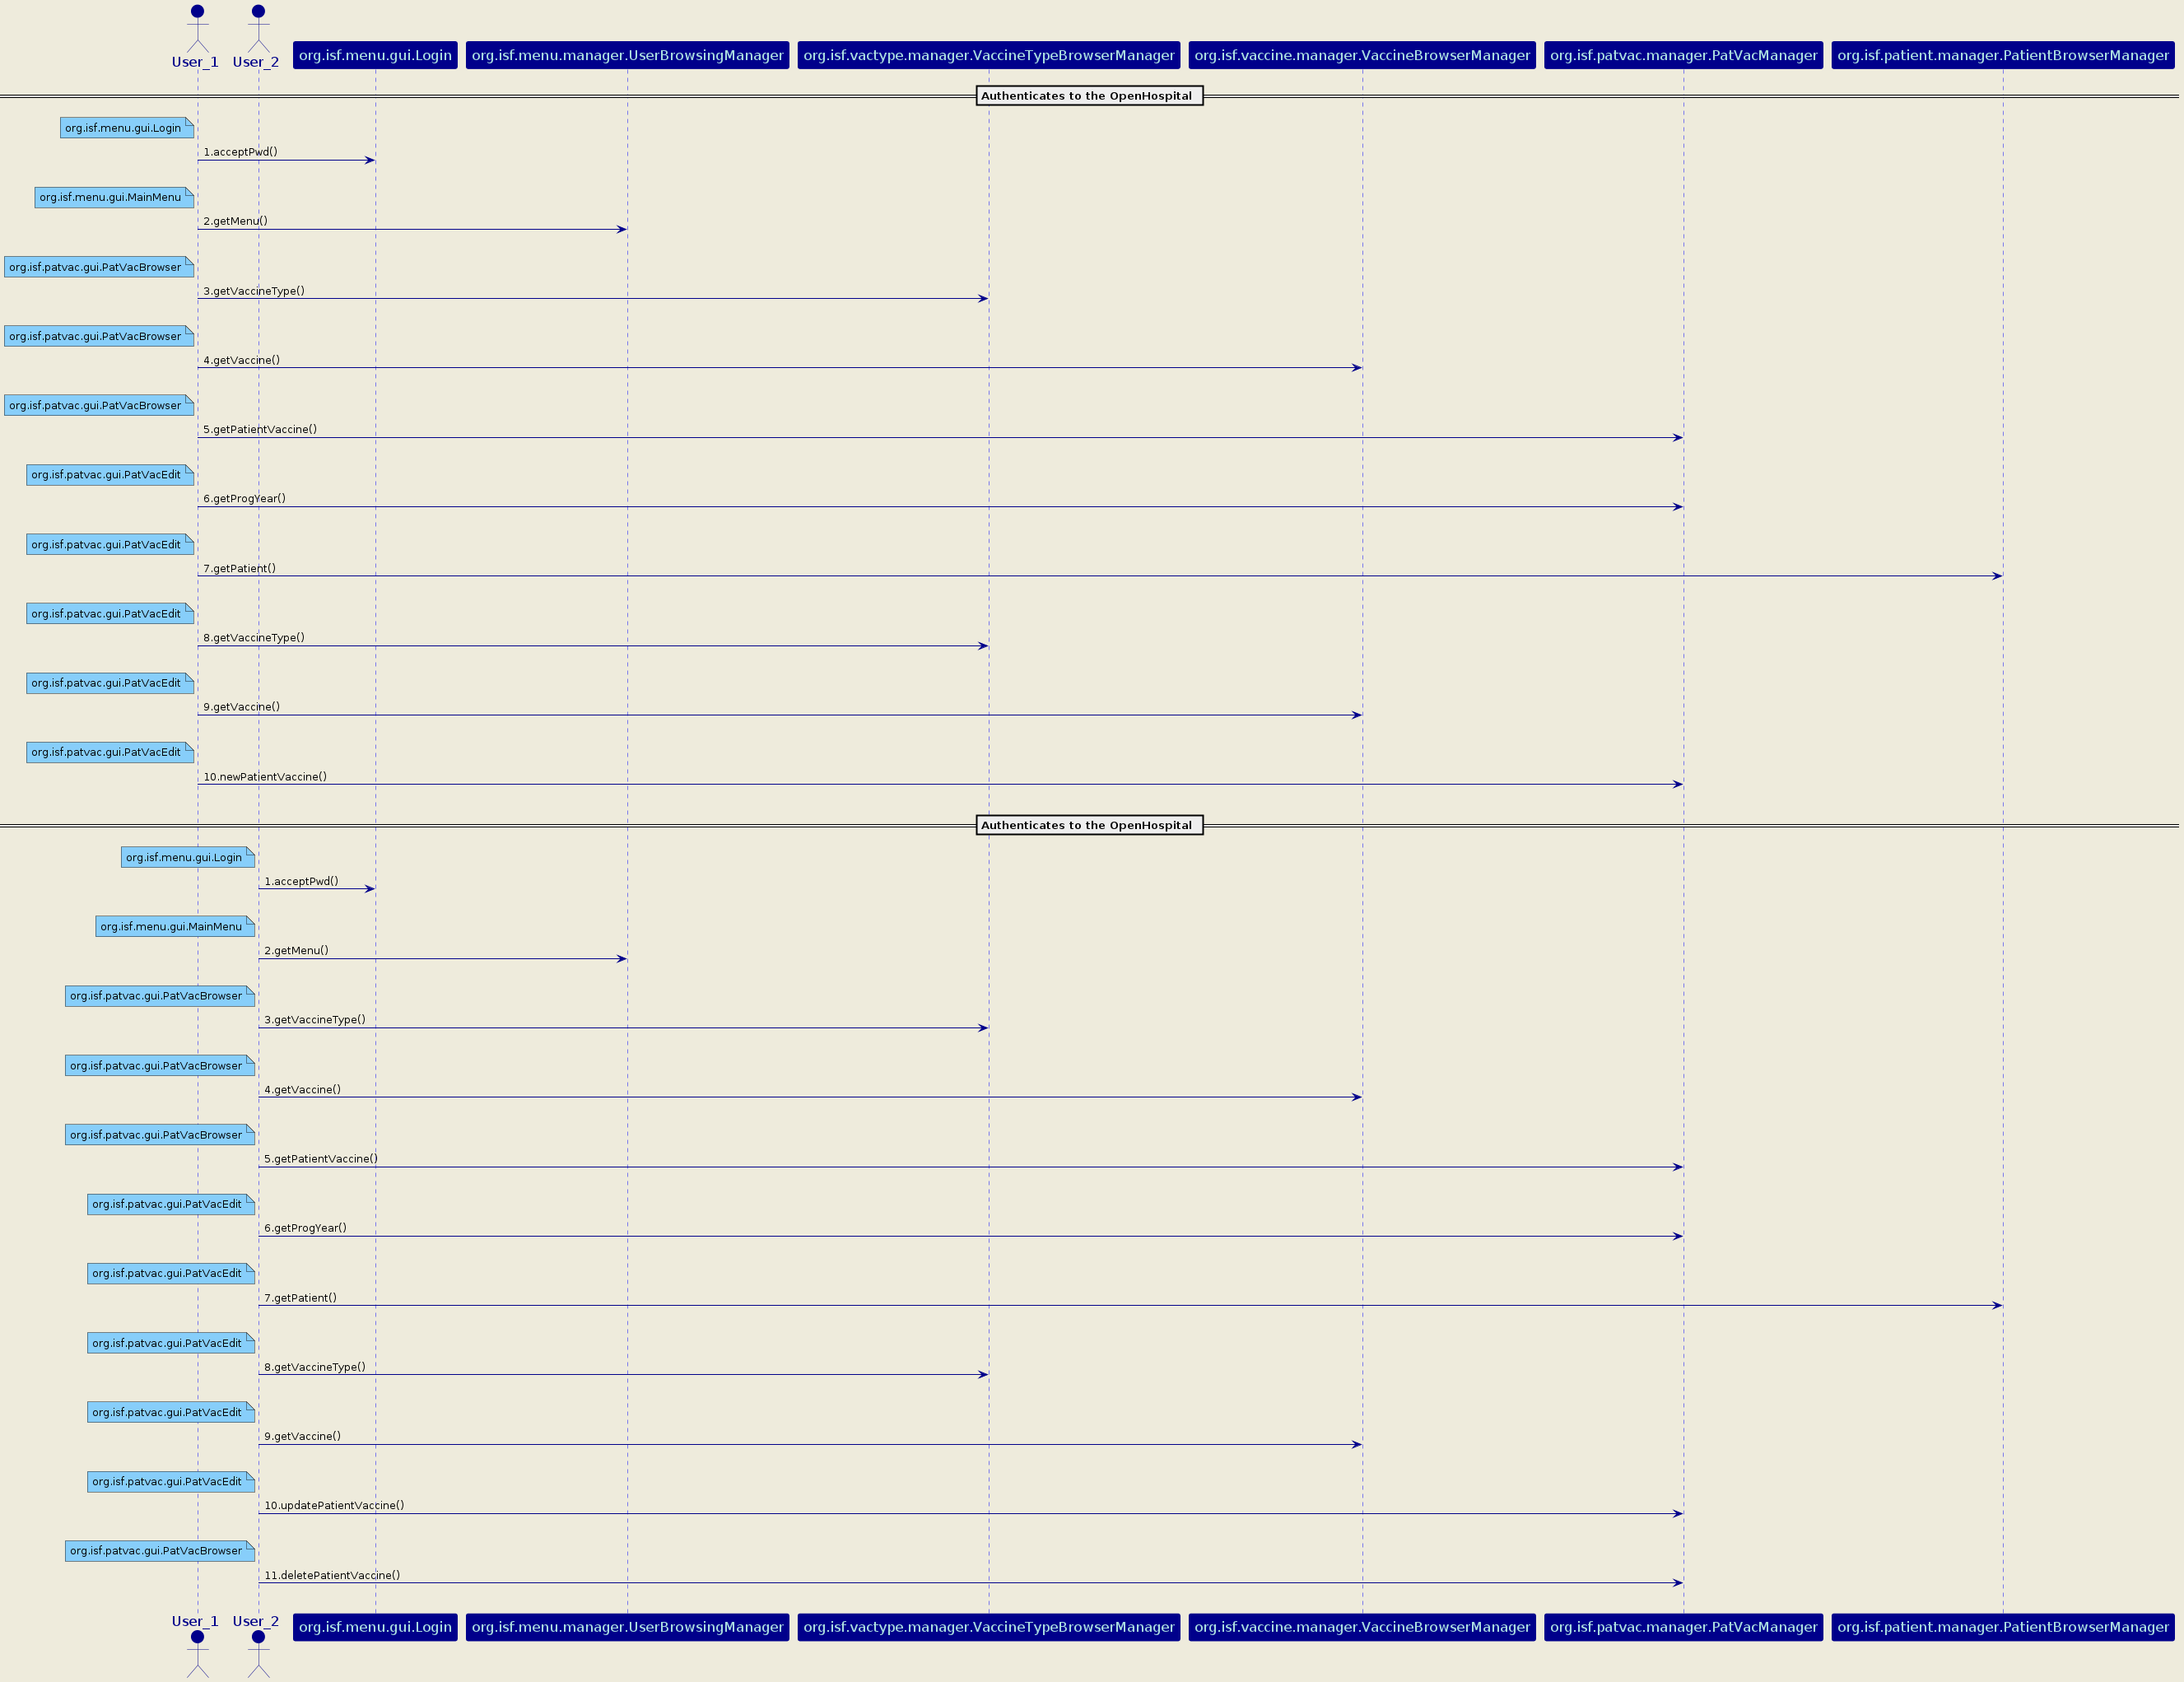 User_1
User_2
org.isf.menu.gui.Login
org.isf.menu.manager.UserBrowsingManager
org.isf.vactype.manager.VaccineTypeBrowserManager
org.isf.vaccine.manager.VaccineBrowserManager
org.isf.patvac.manager.PatVacManager
org.isf.patient.manager.PatientBrowserManager
Authenticates to the OpenHospital
org.isf.menu.gui.Login
1.acceptPwd()
org.isf.menu.gui.MainMenu
2.getMenu()
org.isf.patvac.gui.PatVacBrowser
3.getVaccineType()
org.isf.patvac.gui.PatVacBrowser
4.getVaccine()
org.isf.patvac.gui.PatVacBrowser
5.getPatientVaccine()
org.isf.patvac.gui.PatVacEdit
6.getProgYear()
org.isf.patvac.gui.PatVacEdit
7.getPatient()
org.isf.patvac.gui.PatVacEdit
8.getVaccineType()
org.isf.patvac.gui.PatVacEdit
9.getVaccine()
org.isf.patvac.gui.PatVacEdit
10.newPatientVaccine()
Authenticates to the OpenHospital
org.isf.menu.gui.Login
1.acceptPwd()
org.isf.menu.gui.MainMenu
2.getMenu()
org.isf.patvac.gui.PatVacBrowser
3.getVaccineType()
org.isf.patvac.gui.PatVacBrowser
4.getVaccine()
org.isf.patvac.gui.PatVacBrowser
5.getPatientVaccine()
org.isf.patvac.gui.PatVacEdit
6.getProgYear()
org.isf.patvac.gui.PatVacEdit
7.getPatient()
org.isf.patvac.gui.PatVacEdit
8.getVaccineType()
org.isf.patvac.gui.PatVacEdit
9.getVaccine()
org.isf.patvac.gui.PatVacEdit
10.updatePatientVaccine()
org.isf.patvac.gui.PatVacBrowser
11.deletePatientVaccine()
User_1
User_2
org.isf.menu.gui.Login
org.isf.menu.manager.UserBrowsingManager
org.isf.vactype.manager.VaccineTypeBrowserManager
org.isf.vaccine.manager.VaccineBrowserManager
org.isf.patvac.manager.PatVacManager
org.isf.patient.manager.PatientBrowserManager